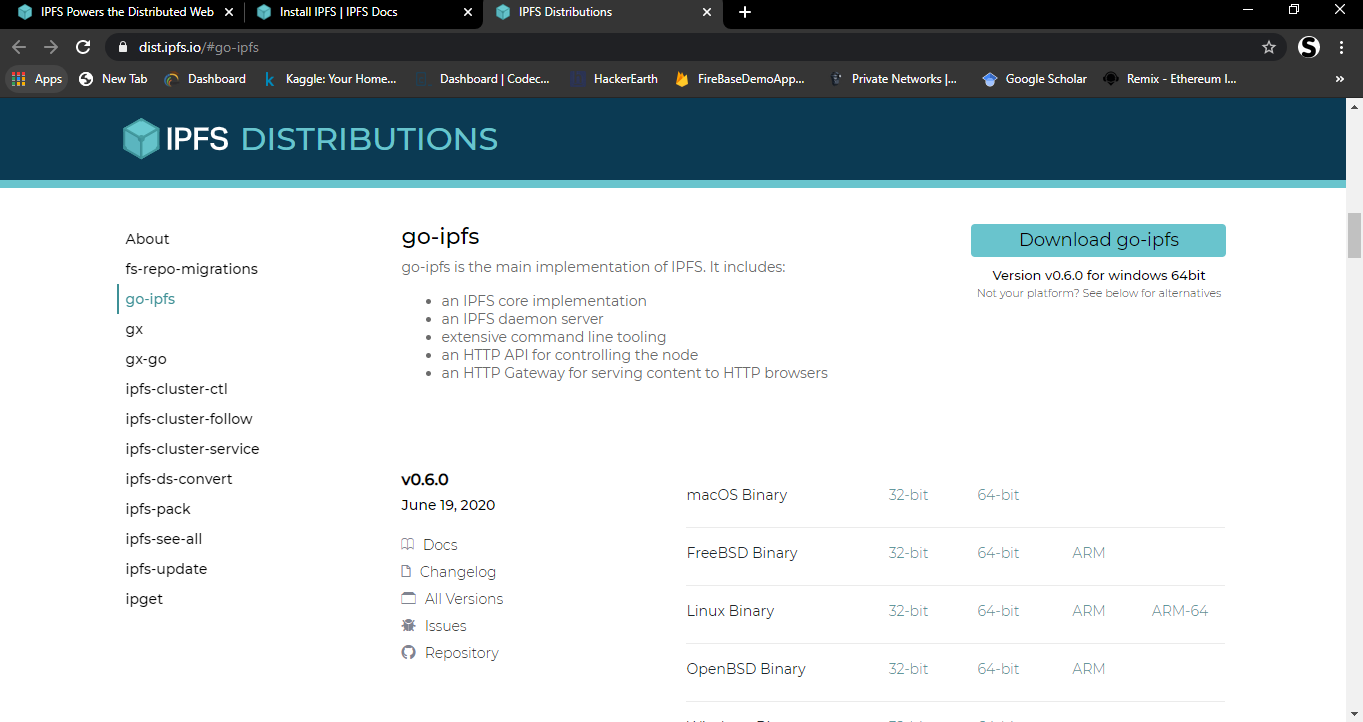 IPFS Powers the Distributed Web
Install IPFS | IPFS Docs
IPFS Distributions
dist.ipfs.io/#go-ipfs
Apps
New Tab
Dashboard
Kaggle: Your Home...
Dashboard | Codec...
HackerEarth
FireBaseDemoApp...
Private Networks |...
Google Scholar
Remix - Ethereum I...
»
IPFS DISTRIBUTIONS
About
fs-repo-migrations
go-ipfs
gx
gx-go
ipfs-cluster-ctl
ipfs-cluster-follow
ipfs-cluster-service
ipfs-ds-convert
ipfs-pack
ipfs-see-all
ipfs-update
ipget
go-ipfs
go-ipfs is the main implementation of IPFS. It includes:
• an IPFS core implementation
• an IPFS daemon server
• extensive command line tooling
• an HTTP API for controlling the node
• an HTTP Gateway for serving content to HTTP browsers
Download go-ipfs
Version v0.6.0 for windows 64bit
Not your platform? See below for alternatives
v0.6.0
June 19, 2020
Docs
Changelog
All Versions
Issues
Repository
macOS Binary 32-bit 64-bit
FreeBSD Binary 32-bit 64-bit ARM
Linux Binary 32-bit 64-bit ARM ARM-64
OpenBSD Binary 32-bit 64-bit ARM